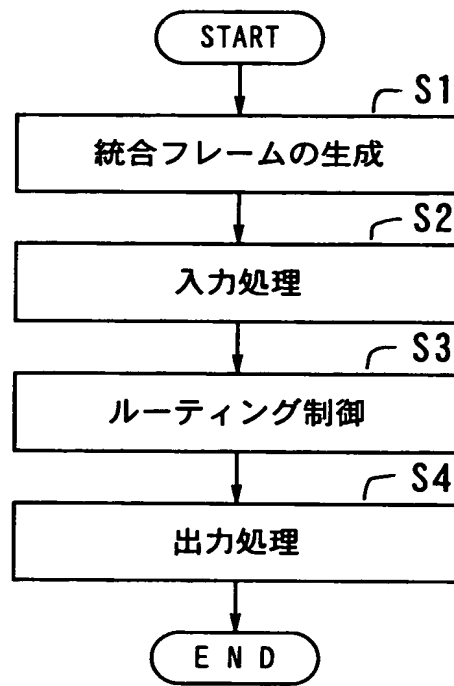 START
S1
統合フレームの生成
S2
入力処理
S3
ルーティング制御
S4
出力処理
END